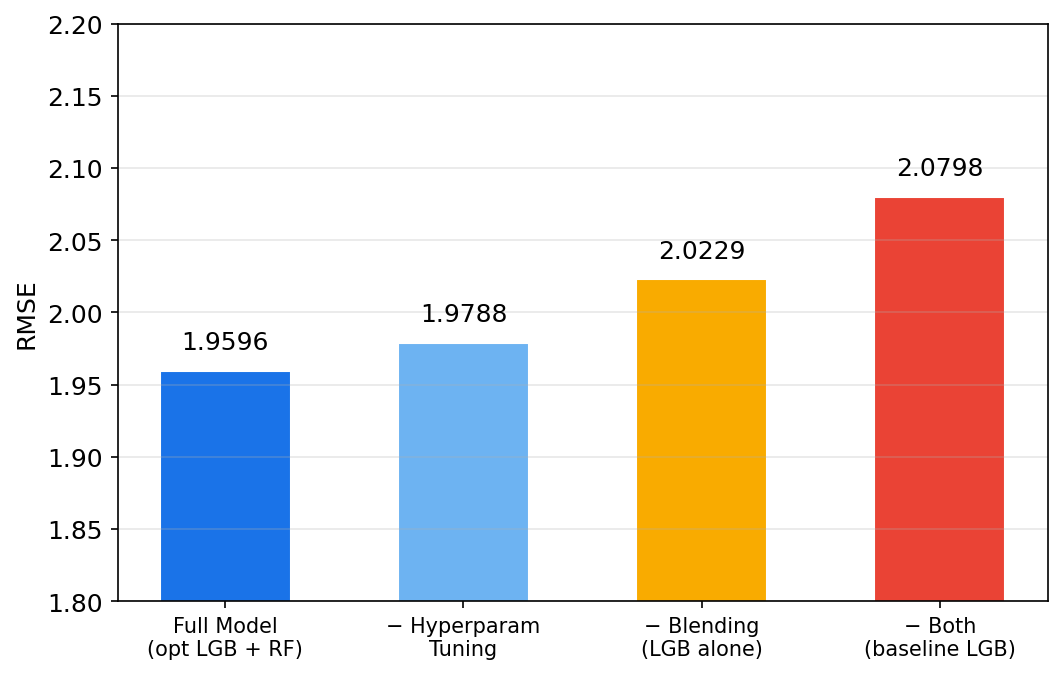 2.20
2.15
2.10
2.05
2.00
1.95
1.90
1.85
1.80
RMSE
1.9596
1.9788
2.0229
2.0798
Full Model
(opt LGB + RF)
− Hyperparam
Tuning
− Blending
(LGB alone)
− Both
(baseline LGB)